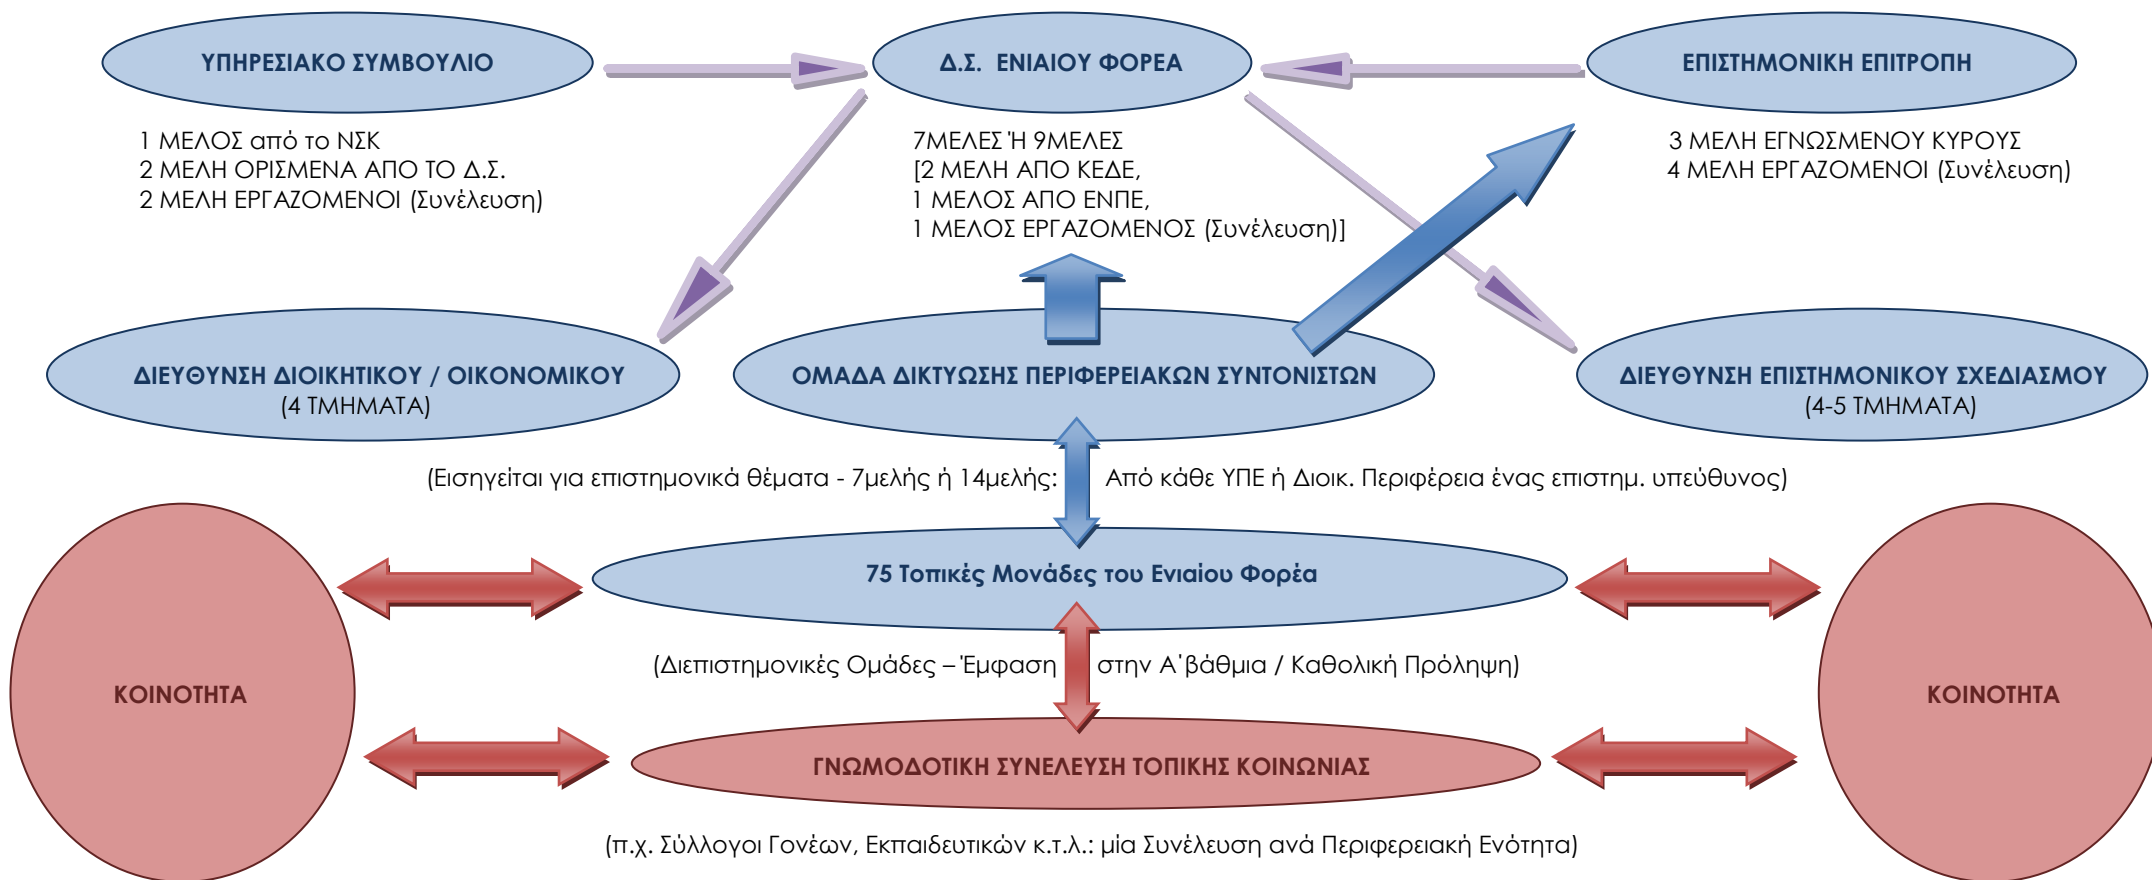 ΥΠΗΡΕΣΙΑΚΟ ΣΥΜΒΟΥΛΙΟ
Δ.Σ. ΕΝΙΑΙΟΥ ΦΟΡΕΑ
ΕΠΙΣΤΗΜΟΝΙΚΗ ΕΠΙΤΡΟΠΗ
1 ΜΕΛΟΣ από το ΝΣΚ
2 ΜΕΛΗ ΟΡΙΣΜΕΝΑ ΑΠΟ ΤΟ Δ.Σ.
2 ΜΕΛΗ ΕΡΓΑΖΟΜΕΝΟΙ (Συνέλευση)
7ΜΕΛΕΣ Ή 9ΜΕΛΕΣ
[2 ΜΕΛΗ ΑΠΟ ΚΕΔΕ,
1 ΜΕΛΟΣ ΑΠΟ ΕΝΠΕ,
1 ΜΕΛΟΣ ΕΡΓΑΖΟΜΕΝΟΣ (Συνέλευση)]
3 ΜΕΛΗ ΕΓΝΩΣΜΕΝΟΥ ΚΥΡΟΥΣ
4 ΜΕΛΗ ΕΡΓΑΖΟΜΕΝΟΙ (Συνέλευση)
ΔΙΕΥΘΥΝΣΗ ΔΙΟΙΚΗΤΙΚΟΥ / ΟΙΚΟΝΟΜΙΚΟΥ
(4 ΤΜΗΜΑΤΑ)
ΟΜΑΔΑ ΔΙΚΤΥΩΣΗΣ ΠΕΡΙΦΕΡΕΙΑΚΩΝ ΣΥΝΤΟΝΙΣΤΩΝ
ΔΙΕΥΘΥΝΣΗ ΕΠΙΣΤΗΜΟΝΙΚΟΥ ΣΧΕΔΙΑΣΜΟΥ
(4-5 ΤΜΗΜΑΤΑ)
(Εισηγείται για επιστημονικά θέματα - 7μελής ή 14μελής: Από κάθε ΥΠΕ ή Διοικ. Περιφέρεια ένας επιστημ. υπεύθυνος)
75 Τοπικές Μονάδες του Ενιαίου Φορέα
(Διεπιστημονικές Ομάδες – Έμφαση στην Α΄βάθμια / Καθολική Πρόληψη)
ΚΟΙΝΟΤΗΤΑ
ΚΟΙΝΟΤΗΤΑ
ΓΝΩΜΟΔΟΤΙΚΗ ΣΥΝΕΛΕΥΣΗ ΤΟΠΙΚΗΣ ΚΟΙΝΩΝΙΑΣ
(π.χ. Σύλλογοι Γονέων, Εκπαιδευτικών κ.τ.λ.: μία Συνέλευση ανά Περιφερειακή Ενότητα)